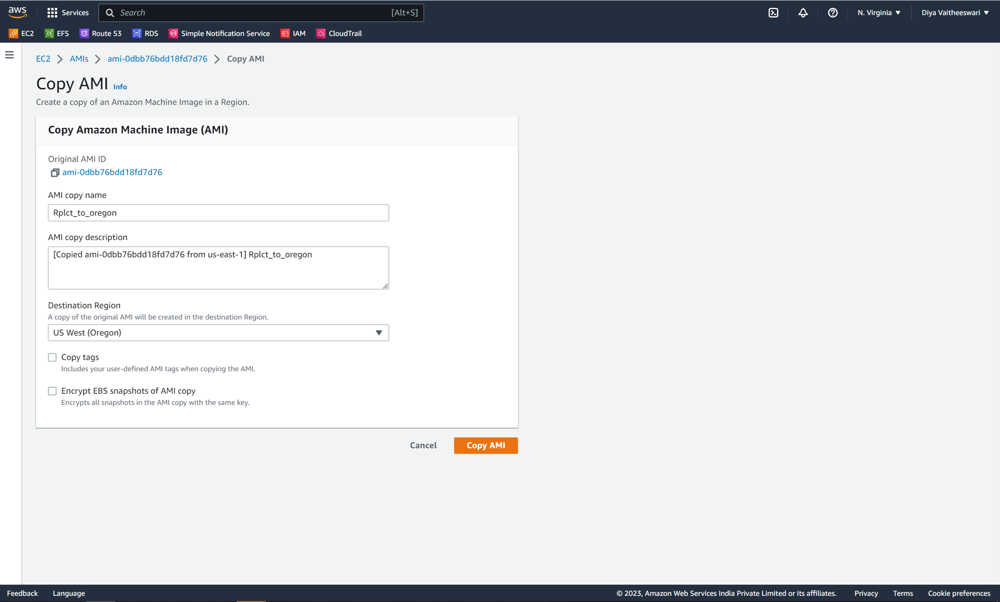 aws Services Search [Alt+S] N. Virginia Diya Vaitheeswari
EC2 EFS Route 53 RDS Simple Notification Service IAM CloudTrail
EC2 AMIs ami-0dbb76bdd18fd7d76 Copy AMI
Copy AMI Info
Create a copy of an Amazon Machine Image in a Region.
Copy Amazon Machine Image (AMI)
Original AMI ID
ami-0dbb76bdd18fd7d76
AMI copy name
Rplct_to_oregon
AMI copy description
[Copied ami-0dbb76bdd18fd7d76 from us-east-1] Rplct_to_oregon
Destination Region
A copy of the original AMI will be created in the destination Region.
US West (Oregon)
Copy tags
Includes your user-defined AMI tags when copying the AMI.
Encrypt EBS snapshots of AMI copy
Encrypts all snapshots in the AMI copy with the same key.
Cancel Copy AMI
Feedback Language © 2023, Amazon Web Services India Private Limited or its affiliates. Privacy Terms Cookie preferences